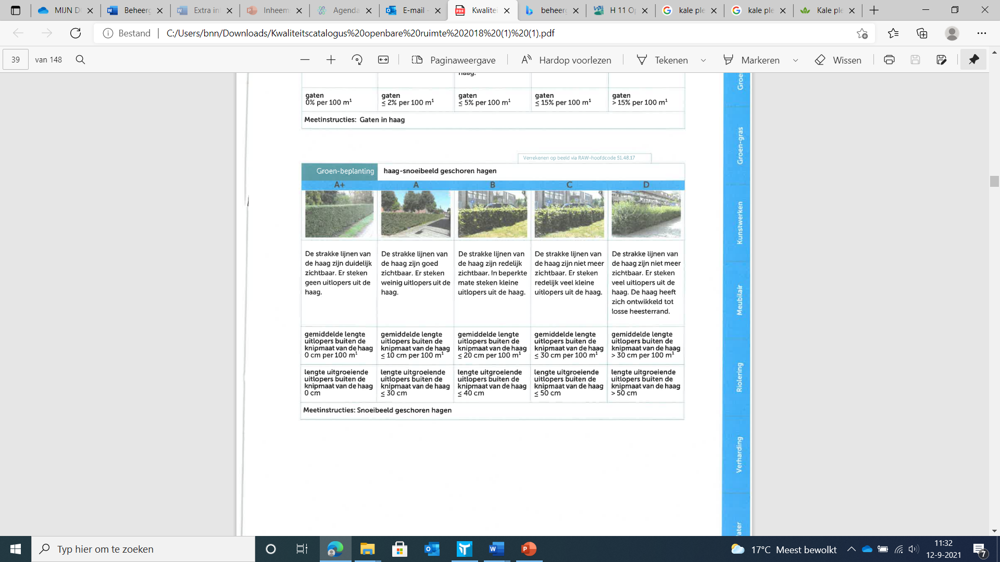 MIJN D
Beheerg
Extra in
Inheem
Agenda
E-mail -
Kwalitei
beheerg
H 11 Op
kale ple
kale ple
Kale ple
Bestand
C:/Users/bnn/Downloads/Kwaliteitscatalogus%20openbare%20ruimte%202018%20(1)%20(1).pdf
39 van 148
Paginaweergave
Hardop voorlezen
Tekenen
Markeren
Wissen
haag.
gaten
0% per 100 m¹
gaten
≤ 2% per 100 m¹
gaten
≤ 5% per 100 m¹
gaten
≤ 15% per 100 m¹
gaten
> 15% per 100 m¹
Meetinstructies: Gaten in haag
Verrekenen op beeld via RAW-hoofdcode 51.48.17
Groen-beplanting
haag-snoeibeeld geschoren hagen
A+
A
B
C
D
De strakke lijnen van
de haag zijn duidelijk
zichtbaar. Er steken
geen uitlopers uit de
haag.
De strakke lijnen van
de haag zijn goed
zichtbaar. Er steken
weinig uitlopers uit de
haag.
De strakke lijnen van
de haag zijn redelijk
zichtbaar. In beperkte
mate steken kleine
uitlopers uit de haag.
De strakke lijnen van
de haag zijn niet meer
zichtbaar. Er steken
redelijk veel kleine
uitlopers uit de haag.
De strakke lijnen van
de haag zijn niet meer
zichtbaar. Er steken
veel uitlopers uit de
haag. De haag heeft
zich ontwikkeld tot
losse heesterrand.
gemiddelde lengte
uitlopers buiten de
knipmaat van de haag
0 cm per 100 m¹
gemiddelde lengte
uitlopers buiten de
knipmaat van de haag
≤ 10 cm per 100 m¹
gemiddelde lengte
uitlopers buiten de
knipmaat van de haag
≤ 20 cm per 100 m¹
gemiddelde lengte
uitlopers buiten de
knipmaat van de haag
≤ 30 cm per 100 m¹
gemiddelde lengte
uitlopers buiten de
knipmaat van de haag
> 30 cm per 100 m¹
lengte uitgroeiende
uitlopers buiten de
knipmaat van de haag
0 cm
lengte uitgroeiende
uitlopers buiten de
knipmaat van de haag
≤ 30 cm
lengte uitgroeiende
uitlopers buiten de
knipmaat van de haag
≤ 40 cm
lengte uitgroeiende
uitlopers buiten de
knipmaat van de haag
≤ 50 cm
lengte uitgroeiende
uitlopers buiten de
knipmaat van de haag
> 50 cm
Meetinstructies: Snoeibeeld geschoren hagen
Groe
Groen-gras
Kunstwerken
Meubilair
Riolering
Verharding
ater
Typ hier om te zoeken
17°C Meest bewolkt
11:32
12-9-2021
7